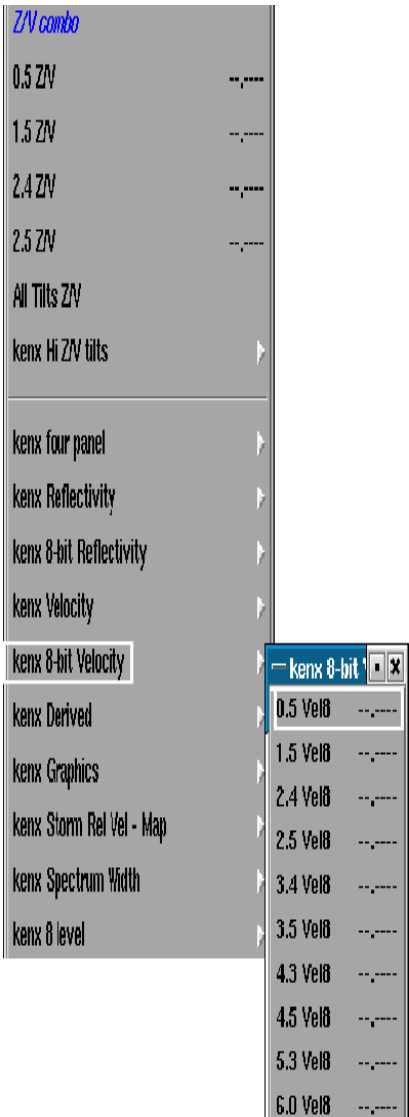 Z/V combo
0.5 Z/V --.----
1.5 Z/V --.----
2.4 Z/V --.----
2.5 Z/V --.----
All Tilts Z/V
kenx Hi Z/V tilts
kenx four panel
kenx Reflectivity
kenx 8-bit Reflectivity
kenx Velocity
kenx 8-bit Velocity
kenx Derived
kenx Graphics
kenx Storm Rel Vel - Map
kenx Spectrum Width
kenx 8 level
kenx 8-bit
0.5 Vel8 --.----
1.5 Vel8 --.----
2.4 Vel8 --.----
2.5 Vel8 --.----
3.4 Vel8 --.----
3.5 Vel8 --.----
4.3 Vel8 --.----
4.5 Vel8 --.----
5.3 Vel8 --.----
6.0 Vel8 --.----